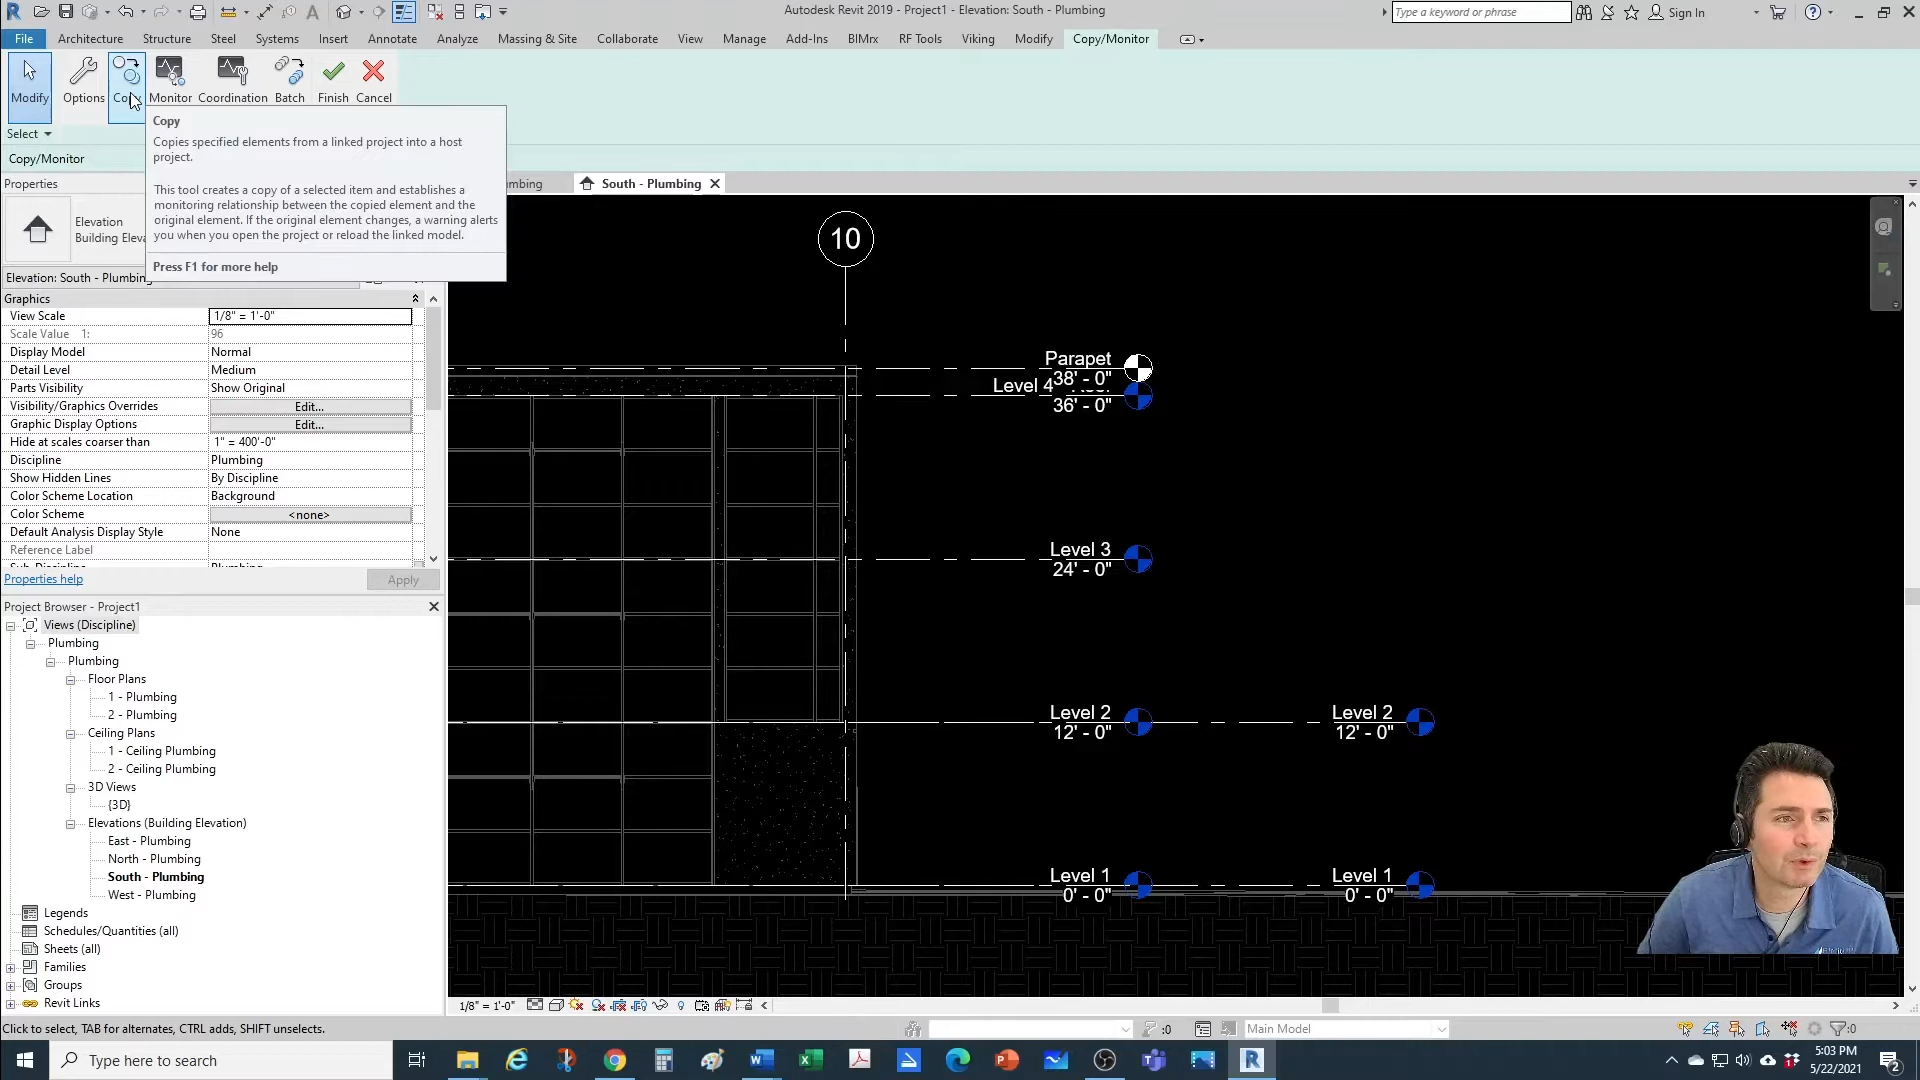 Autodesk Revit 2019 - Project1 - Elevation: South - Plumbing
Type a keyword or phrase
Sign In
File Architecture Structure Steel Systems Insert Annotate Analyze Massing & Site Collaborate View Manage Add-Ins BIMrx RF Tools Viking Modify Copy/Monitor
Modify Options Copy Monitor Coordination Batch Finish Cancel
Select
Copy/Monitor
Copy
Copies specified elements from a linked project into a host
project.
This tool creates a copy of a selected item and establishes a
monitoring relationship between the copied element and the
original element. If the original element changes, a warning alerts
you when you open the project or reload the linked model.
Press F1 for more help
South - Plumbing
Properties
Elevation
Building Eleva
Elevation: South - Plumbing
Graphics
View Scale 1/8" = 1'-0"
Scale Value 1: 96
Display Model Normal
Detail Level Medium
Parts Visibility Show Original
Visibility/Graphics Overrides Edit...
Graphic Display Options Edit...
Hide at scales coarser than 1" = 400'-0"
Discipline Plumbing
Show Hidden Lines By Discipline
Color Scheme Location Background
Color Scheme <none>
Default Analysis Display Style None
Reference Label
Properties help Apply
Project Browser - Project1
Views (Discipline)
Plumbing
Plumbing
Floor Plans
1 - Plumbing
2 - Plumbing
Ceiling Plans
1 - Ceiling Plumbing
2 - Ceiling Plumbing
3D Views
{3D}
Elevations (Building Elevation)
East - Plumbing
North - Plumbing
South - Plumbing
West - Plumbing
Legends
Schedules/Quantities (all)
Sheets (all)
Families
Groups
Revit Links
10
Parapet
38' - 0"
Level 4
36' - 0"
Level 3
24' - 0"
Level 2
12' - 0"
Level 2
12' - 0"
Level 1
0' - 0"
Level 1
0' - 0"
1/8" = 1'-0"
Click to select, TAB for alternates, CTRL adds, SHIFT unselects.
:0
Main Model
:0
Type here to search
5:03 PM
5/22/2021
2